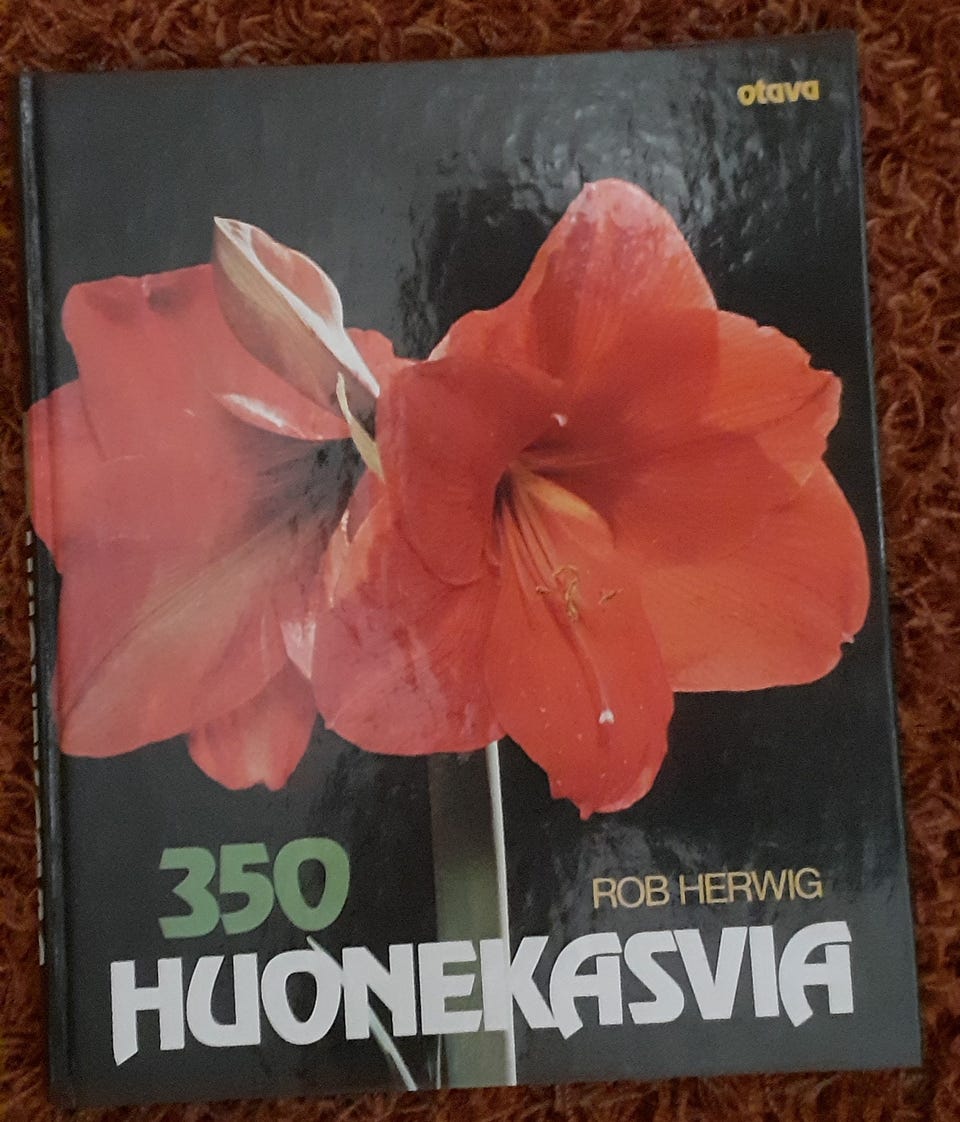 otava
350
ROB HERWIG
HUONEKASVIA